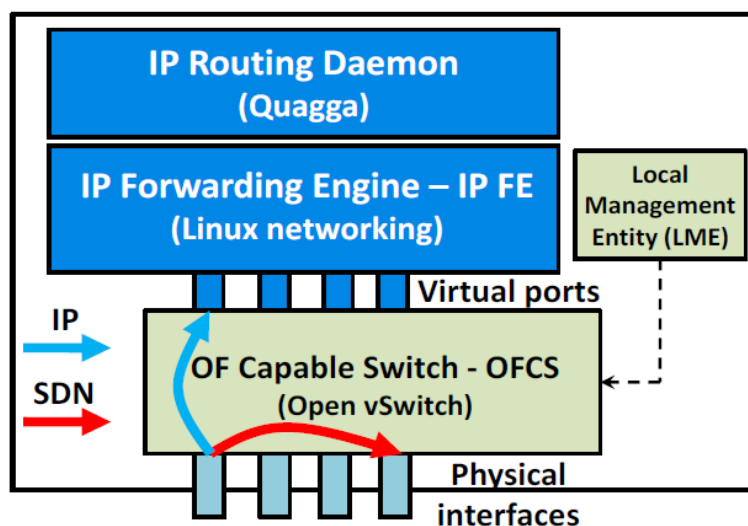 IP Routing Daemon
(Quagga)
IP Forwarding Engine – IP FE
(Linux networking)
Local
Management
Entity (LME)
Virtual ports
IP
SDN
OF Capable Switch - OFCS
(Open vSwitch)
Physical
interfaces